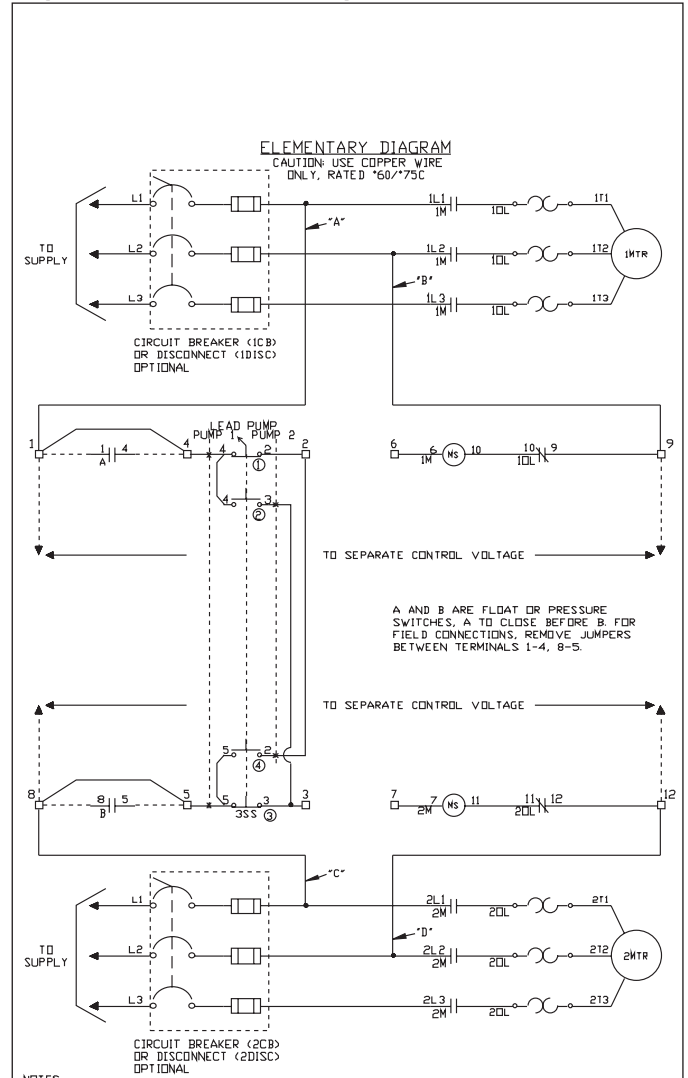 ELEMENTARY DIAGRAM
CAUTION: USE COPPER WIRE
ONLY, RATED *60/*75C
L1
1L1
1M
1OL
1T1
"A"
TO
SUPPLY
L2
1L2
1M
1OL
1T2
1MTR
"B"
L3
1L3
1M
1OL
1T3
CIRCUIT BREAKER (1CB)
OR DISCONNECT (1DISC)
OPTIONAL
LEAD PUMP
PUMP 1 PUMP 2
1
1 4
A
4
4 2
①
2
6
6
1M
MS
10
10
1OL
9
9
4 3
②
TO SEPARATE CONTROL VOLTAGE
A AND B ARE FLOAT OR PRESSURE
SWITCHES, A TO CLOSE BEFORE B. FOR
FIELD CONNECTIONS, REMOVE JUMPERS
BETWEEN TERMINALS 1-4, 8-5.
TO SEPARATE CONTROL VOLTAGE
5 2
④
8
8 5
B
5
5 3
3SS ③
3
7
7
2M
MS
11
11
2OL
12
12
"C"
L1
2L1
2M
2OL
2T1
"D"
TO
SUPPLY
L2
2L2
2M
2OL
2T2
2MTR
L3
2L3
2M
2OL
2T3
CIRCUIT BREAKER (2CB)
OR DISCONNECT (2DISC)
OPTIONAL
NOTES